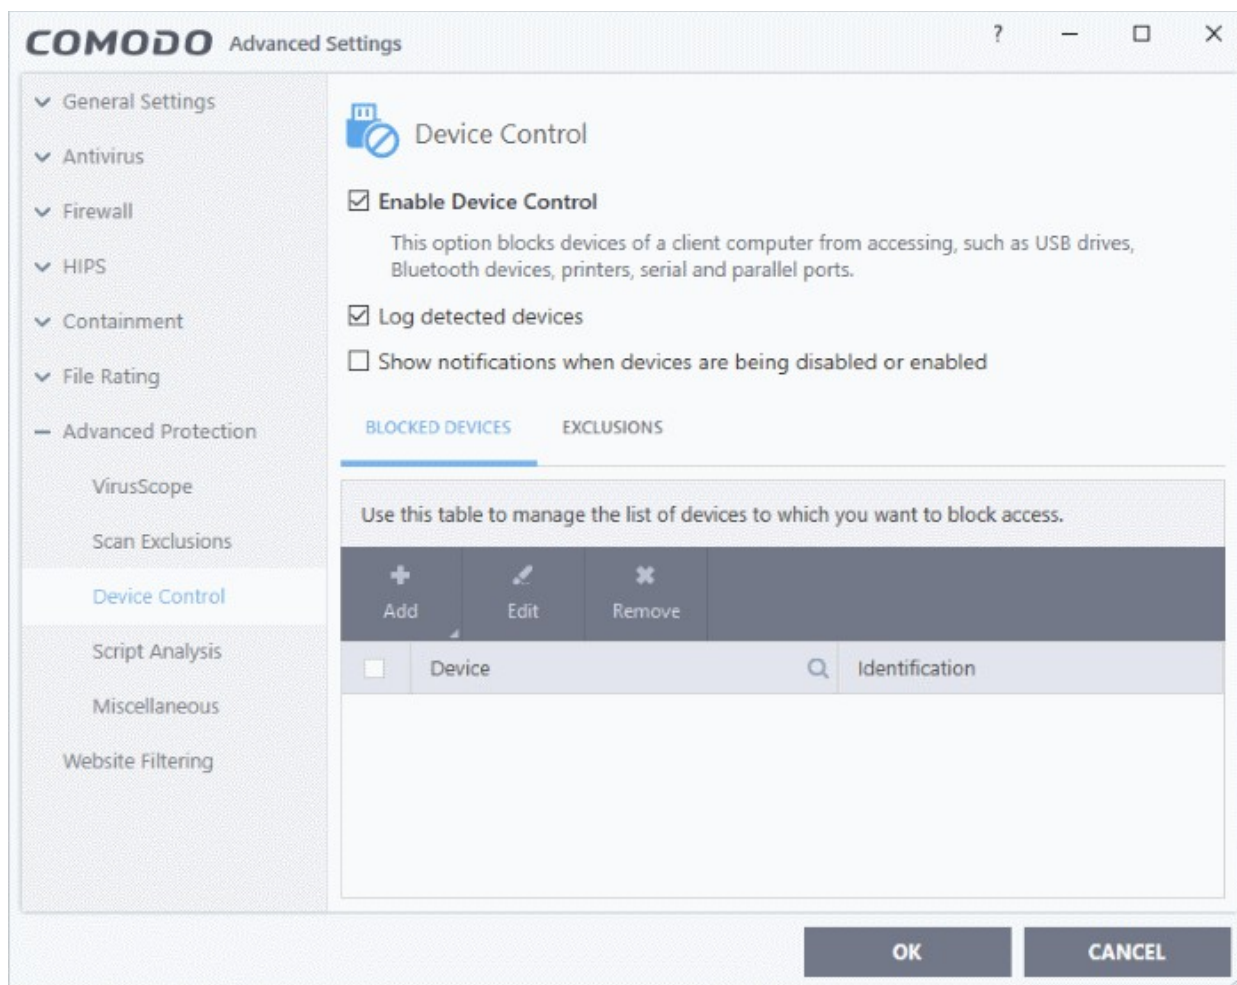 COMODO Advanced Settings ?
General Settings
Antivirus
Firewall
HIPS
Containment
File Rating
Advanced Protection
VirusScope
Scan Exclusions
Device Control
Script Analysis
Miscellaneous
Website Filtering
Device Control
Enable Device Control
This option blocks devices of a client computer from accessing, such as USB drives,
Bluetooth devices, printers, serial and parallel ports.
Log detected devices
Show notifications when devices are being disabled or enabled
BLOCKED DEVICES EXCLUSIONS
Use this table to manage the list of devices to which you want to block access.
Add Edit Remove
Device Identification
OK CANCEL